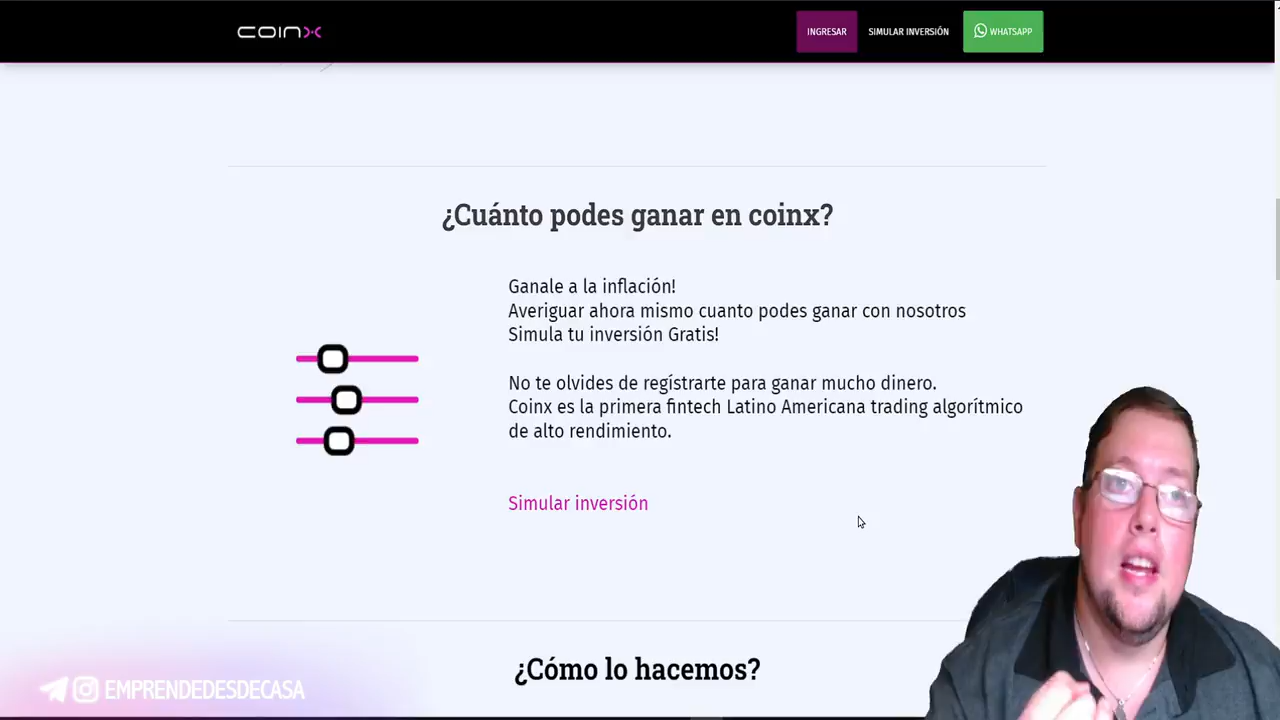 COINX
INGRESAR
SIMULAR INVERSIÓN
WHATSAPP
¿Cuánto podes ganar en coinx?
Ganale a la inflación!
Averiguar ahora mismo cuanto podes ganar con nosotros
Simula tu inversión Gratis!
No te olvides de regístrarte para ganar mucho dinero.
Coinx es la primera fintech Latino Americana trading algorítmico
de alto rendimiento.
Simular inversión
¿Cómo lo hacemos?
EMPRENDEDESDECASA